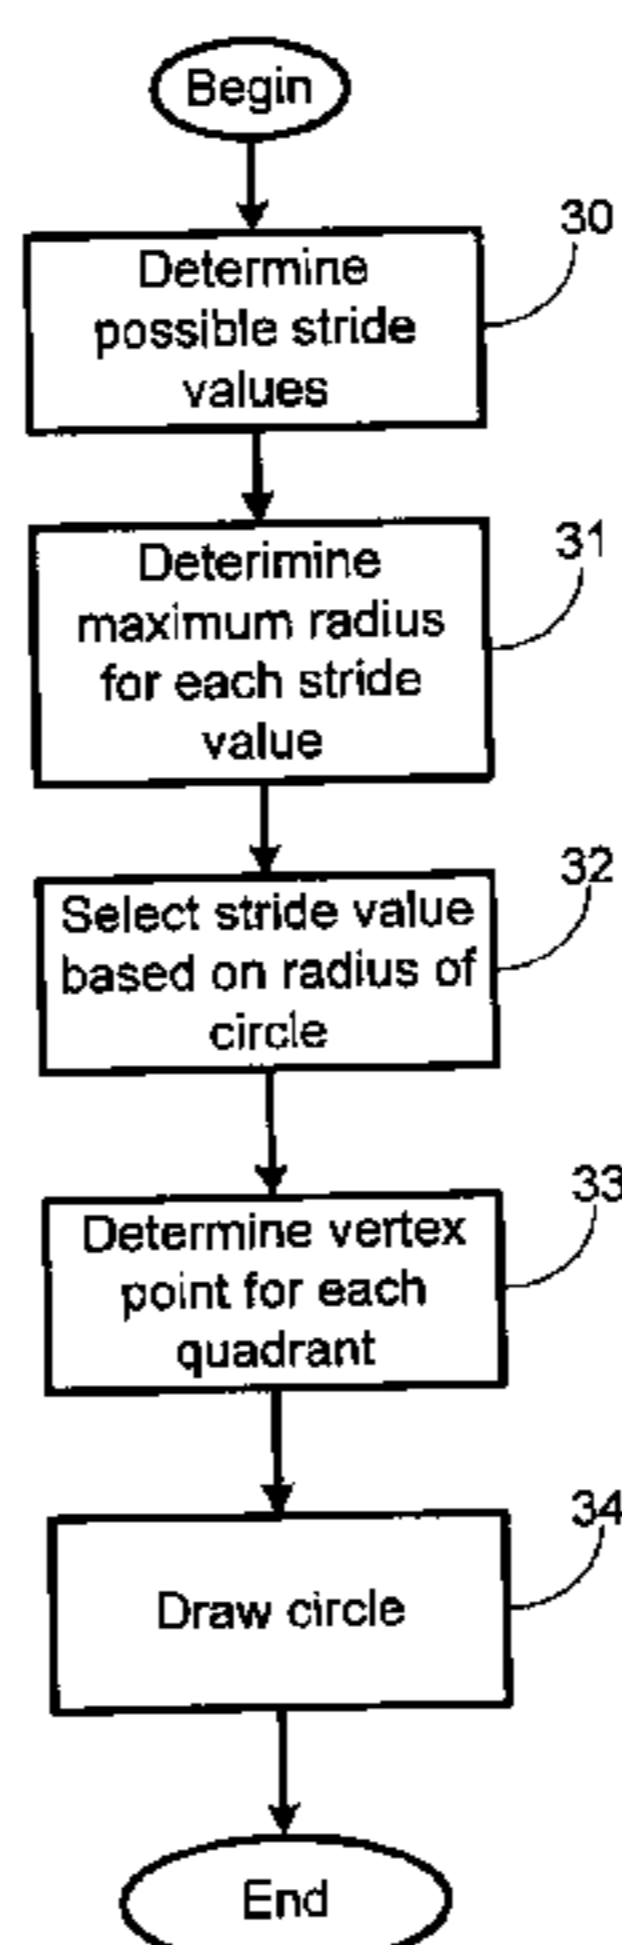 Begin
30
Determine
possible stride
values
31
Deterimine
maximum radius
for each stride
value
32
Select stride value
based on radius of
circle
33
Determine vertex
point for each
quadrant
34
Draw circle
End